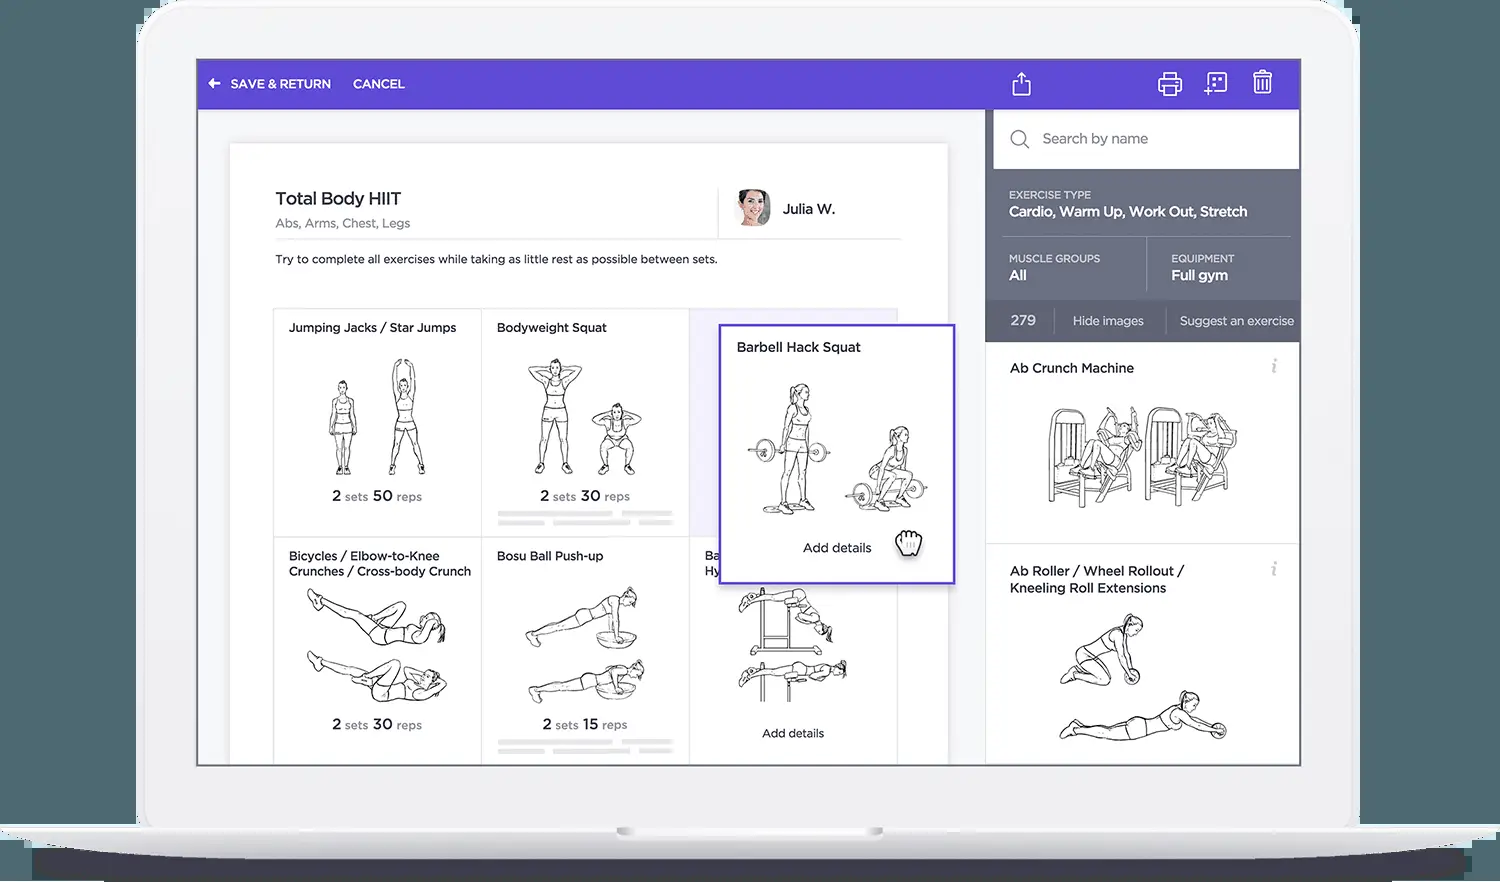 SAVE & RETURN
CANCEL
Search by name
Total Body HIIT
Abs, Arms, Chest, Legs
Julia W.
Try to complete all exercises while taking as little rest as possible between sets.
EXERCISE TYPE
Cardio, Warm Up, Work Out, Stretch
MUSCLE GROUPS
All
EQUIPMENT
Full gym
279
Hide images
Suggest an exercise
Jumping Jacks / Star Jumps
2 sets 50 reps
Bodyweight Squat
2 sets 30 reps
Barbell Hack Squat
Add details
Bicycles / Elbow-to-Knee
Crunches / Cross-body Crunch
2 sets 30 reps
Bosu Ball Push-up
2 sets 15 reps
Ba
Hy
Add details
Ab Crunch Machine
i
Ab Roller / Wheel Rollout /
Kneeling Roll Extensions
i